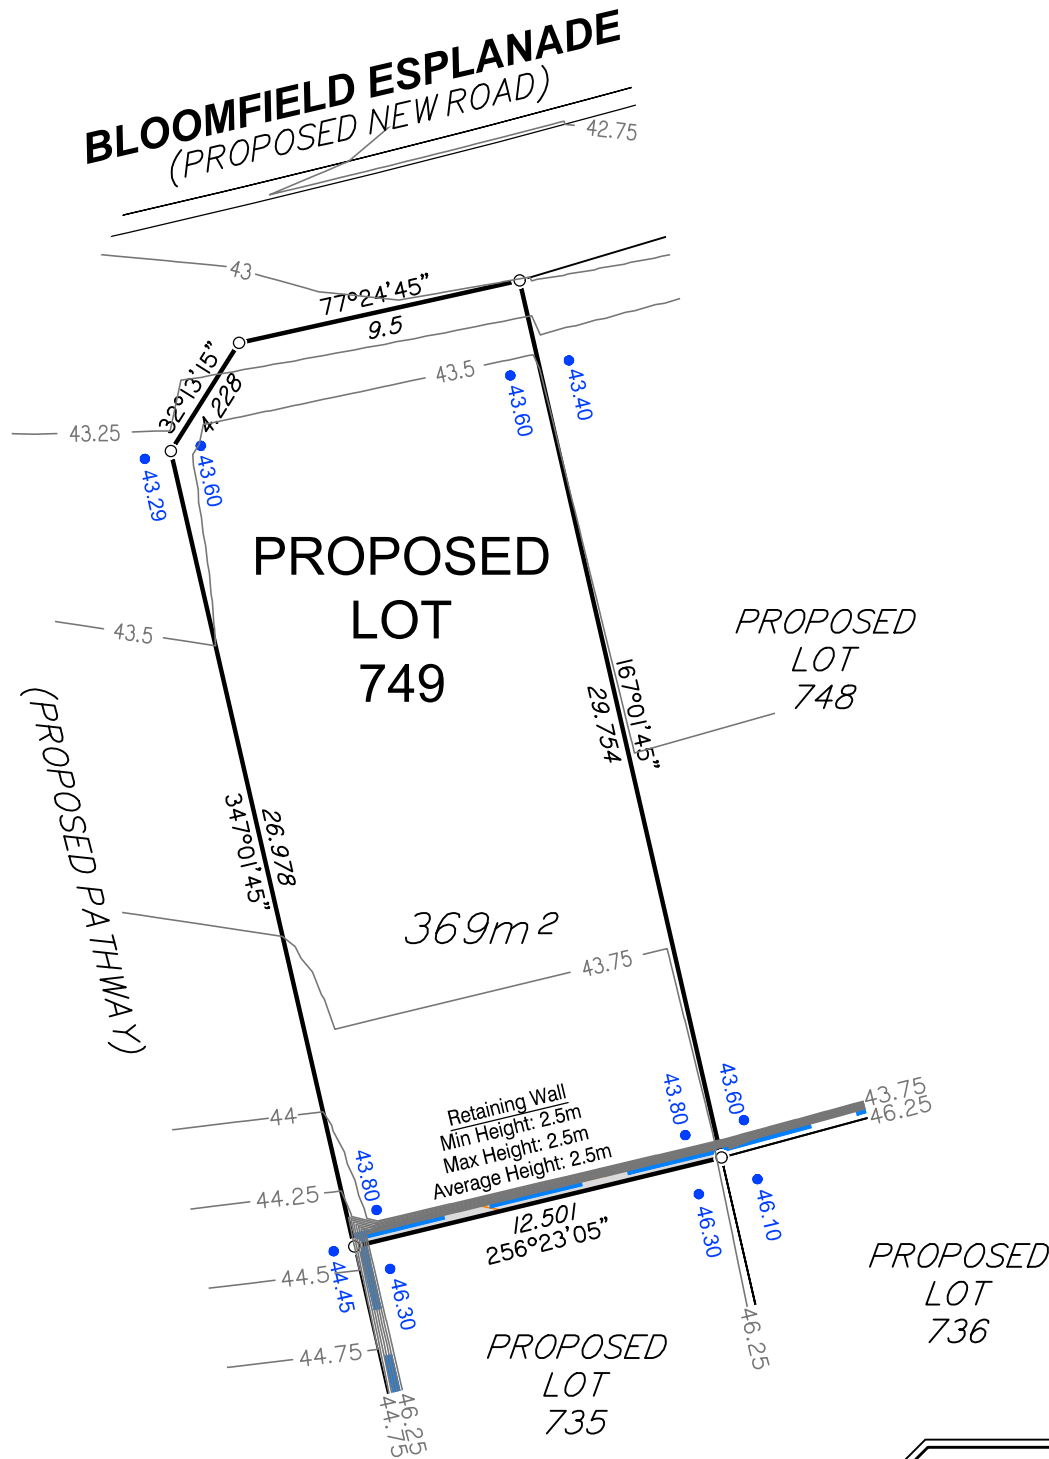 BLOOMFIELD ESPLANADE
(PROPOSED NEW ROAD)
42.75
43
77°24'45"
9.5
32°13'15"
4.228
43.5
43.25
43.29
43.60
43.60
43.40
PROPOSED
LOT
749
43.5
PROPOSED
LOT
748
(PROPOSED PATHWAY)
167°01'45"
29.754
26.978
347°01'45"
369m²
43.75
44
Retaining Wall
Min Height: 2.5m
Max Height: 2.5m
Average Height: 2.5m
43.80
43.60
43.75
46.25
43.80
44.25
12.501
256°23'05"
46.30
46.10
44.5
44.45
46.30
PROPOSED
LOT
736
44.75
PROPOSED
LOT
735
46.25
46.25
44.75